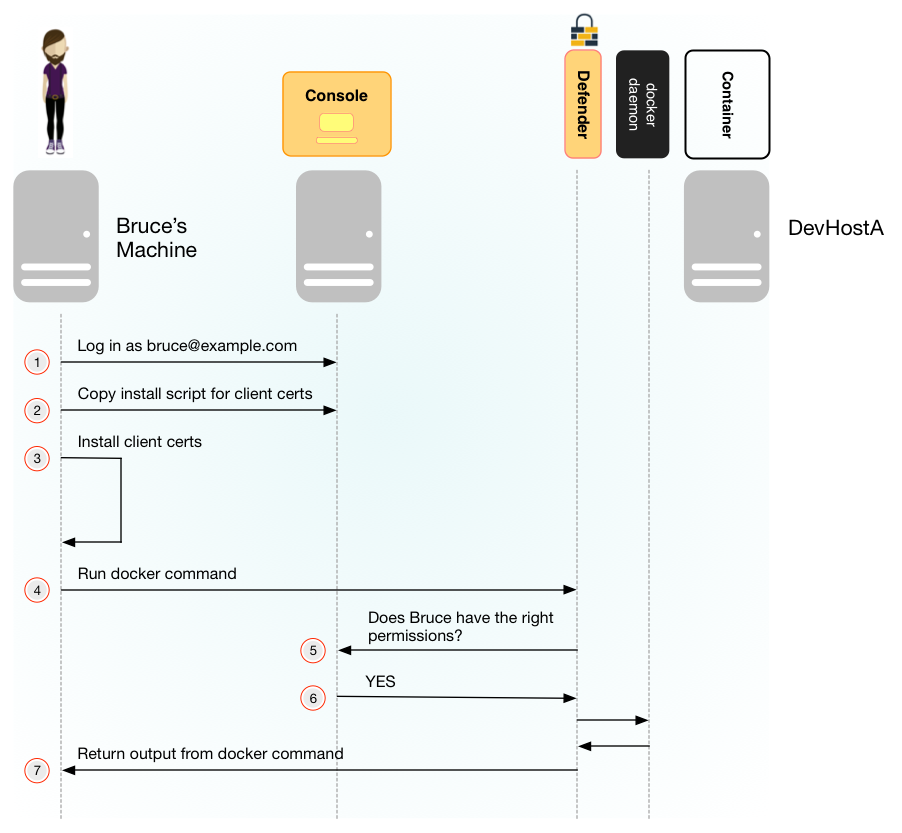 Console
Defender
docker
daemon
Container
Bruce's
Machine
DevHostA
1
Log in as bruce@example.com
2
Copy install script for client certs
3
Install client certs
4
Run docker command
5
Does Bruce have the right
permissions?
6
YES
7
Return output from docker command